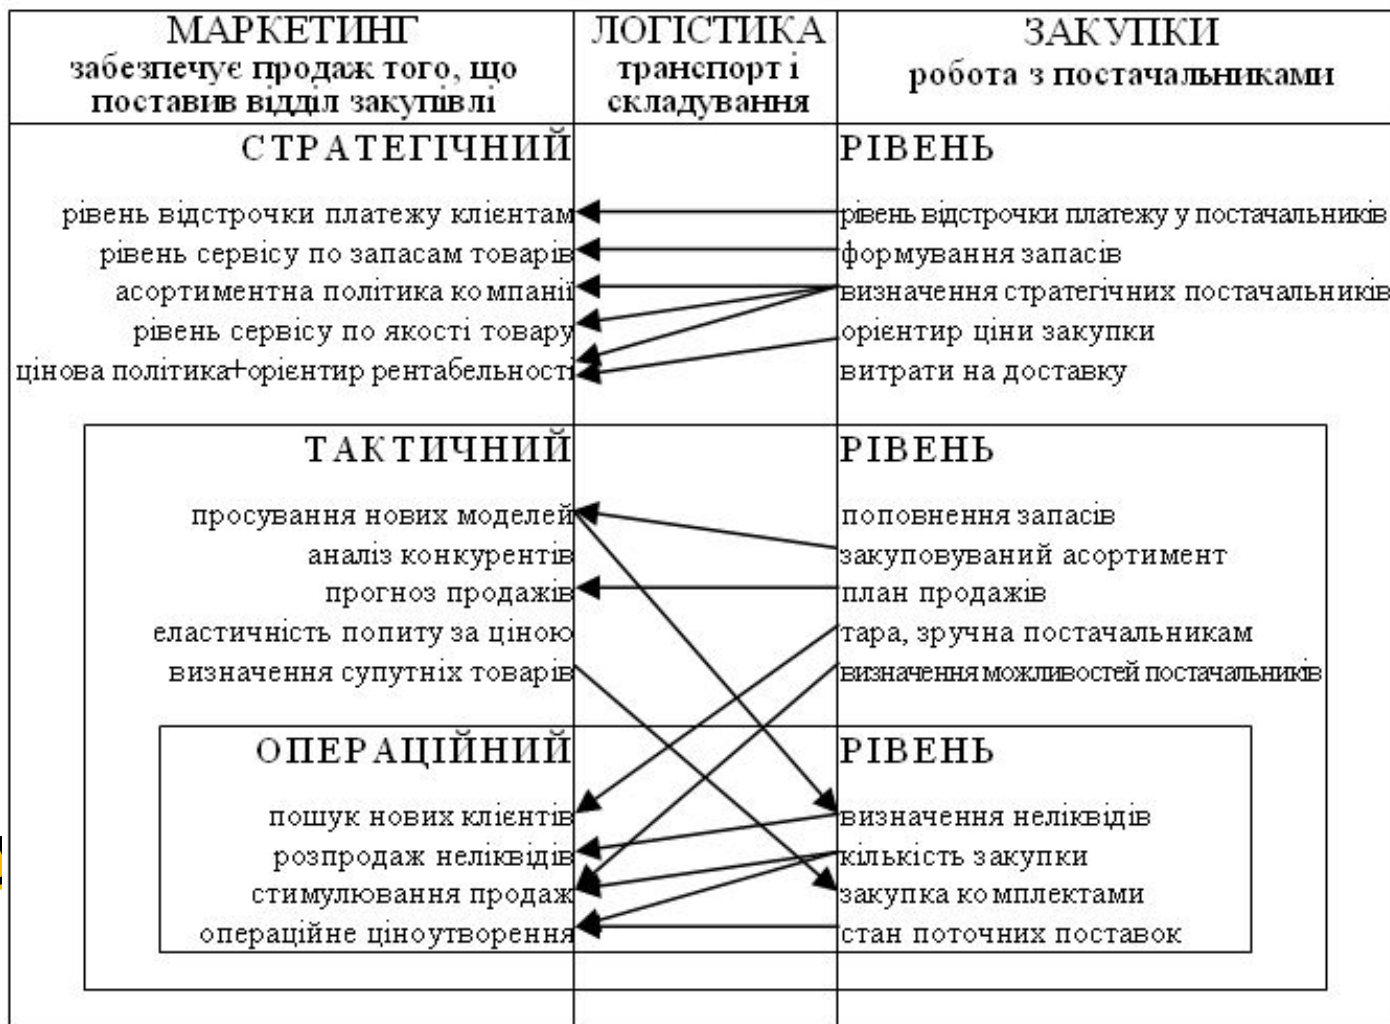 МАРКЕТИНГ
забезпечує продаж того, що
поставив відділ закупівлі
ЛОГІСТИКА
транспорт і
складування
ЗАКУПКИ
робота з постачальниками
СТРАТЕГІЧНИЙ РІВЕНЬ
рівень відстрочки платежу клієнтам
рівень відстрочки платежу у постачальників
рівень сервісу по запасам товарів
формування запасів
асортиментна політика компанії
визначення стратегічних постачальників
рівень сервісу по якості товару
орієнтир ціни закупки
цінова політика+орієнтир рентабельності
витрати на доставку
ТАКТИЧНИЙ РІВЕНЬ
просування нових моделей
поповнення запасів
аналіз конкурентів
закуповуваний асортимент
прогноз продажів
план продажів
еластичність попиту за ціною
тара, зручна постачальникам
визначення супутніх товарів
визначення можливостей постачальників
ОПЕРАЦІЙНИЙ РІВЕНЬ
пошук нових клієнтів
визначення неліквідів
розпродаж неліквідів
кількість закупки
стимулювання продаж
закупка комплектами
операційне ціноутворення
стан поточних поставок